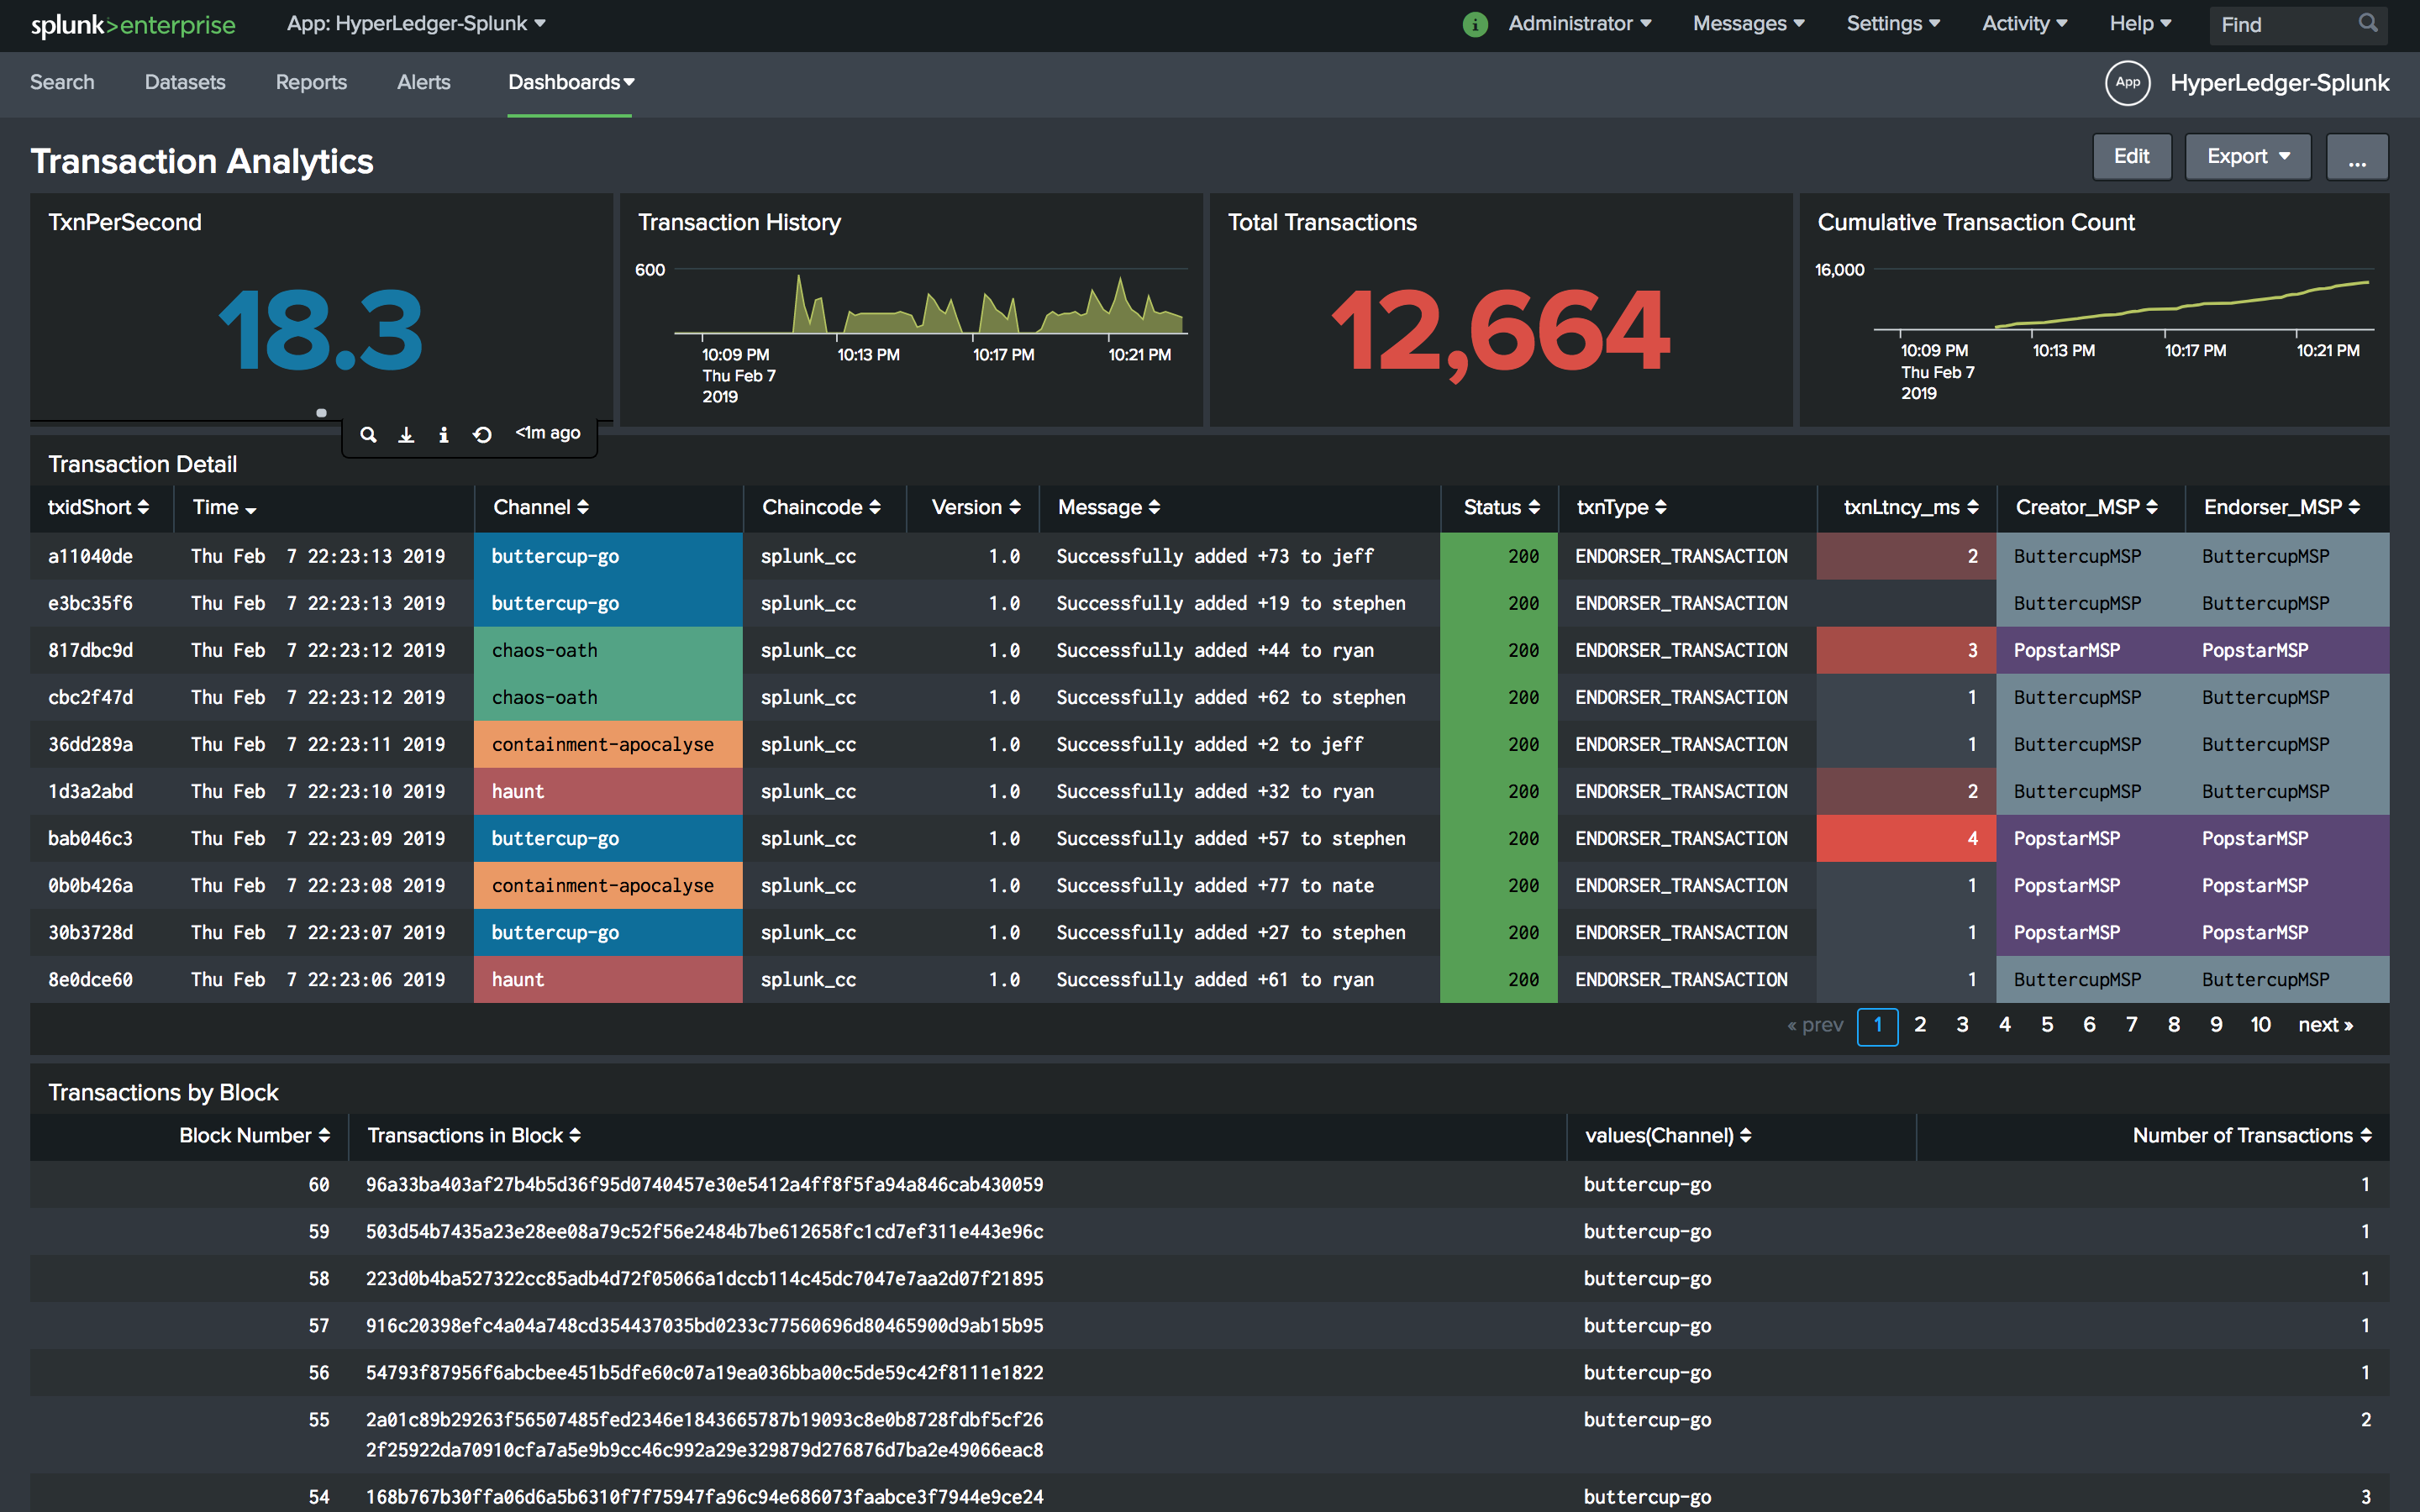 splunk>enterprise App: HyperLedger-Splunk i Administrator Messages Settings Activity Help Find
Search Datasets Reports Alerts Dashboards App HyperLedger-Splunk
Transaction Analytics Edit Export ...
TxnPerSecond
18.3
<1m ago
Transaction History
600
10:09 PM 10:13 PM 10:17 PM 10:21 PM
Thu Feb 7
2019
Total Transactions
12,664
Cumulative Transaction Count
16,000
10:09 PM 10:13 PM 10:17 PM 10:21 PM
Thu Feb 7
2019
Transaction Detail
txidShort Time Channel Chaincode Version Message Status txnType txnLtncy_ms Creator_MSP Endorser_MSP
a11040de Thu Feb 7 22:23:13 2019 buttercup-go splunk_cc 1.0 Successfully added +73 to jeff 200 ENDORSER_TRANSACTION 2 ButtercupMSP ButtercupMSP
e3bc35f6 Thu Feb 7 22:23:13 2019 buttercup-go splunk_cc 1.0 Successfully added +19 to stephen 200 ENDORSER_TRANSACTION ButtercupMSP ButtercupMSP
817dbc9d Thu Feb 7 22:23:12 2019 chaos-oath splunk_cc 1.0 Successfully added +44 to ryan 200 ENDORSER_TRANSACTION 3 PopstarMSP PopstarMSP
cbc2f47d Thu Feb 7 22:23:12 2019 chaos-oath splunk_cc 1.0 Successfully added +62 to stephen 200 ENDORSER_TRANSACTION 1 ButtercupMSP ButtercupMSP
36dd289a Thu Feb 7 22:23:11 2019 containment-apocalyse splunk_cc 1.0 Successfully added +2 to jeff 200 ENDORSER_TRANSACTION 1 ButtercupMSP ButtercupMSP
1d3a2abd Thu Feb 7 22:23:10 2019 haunt splunk_cc 1.0 Successfully added +32 to ryan 200 ENDORSER_TRANSACTION 2 ButtercupMSP ButtercupMSP
bab046c3 Thu Feb 7 22:23:09 2019 buttercup-go splunk_cc 1.0 Successfully added +57 to stephen 200 ENDORSER_TRANSACTION 4 PopstarMSP PopstarMSP
0b0b426a Thu Feb 7 22:23:08 2019 containment-apocalyse splunk_cc 1.0 Successfully added +77 to nate 200 ENDORSER_TRANSACTION 1 PopstarMSP PopstarMSP
30b3728d Thu Feb 7 22:23:07 2019 buttercup-go splunk_cc 1.0 Successfully added +27 to stephen 200 ENDORSER_TRANSACTION 1 PopstarMSP PopstarMSP
8e0dce60 Thu Feb 7 22:23:06 2019 haunt splunk_cc 1.0 Successfully added +61 to ryan 200 ENDORSER_TRANSACTION 1 ButtercupMSP ButtercupMSP
« prev 1 2 3 4 5 6 7 8 9 10 next »
Transactions by Block
Block Number Transactions in Block values(Channel) Number of Transactions
60 96a33ba403af27b4b5d36f95d0740457e30e5412a4ff8f5fa94a846cab430059 buttercup-go 1
59 503d54b7435a23e28ee08a79c52f56e2484b7be612658fc1cd7ef311e443e96c buttercup-go 1
58 223d0b4ba527322cc85adb4d72f05066a1dccb114c45dc7047e7aa2d07f21895 buttercup-go 1
57 916c20398efc4a04a748cd354437035bd0233c77560696d80465900d9ab15b95 buttercup-go 1
56 54793f87956f6abcbee451b5dfe60c07a19ea036bba00c5de59c42f8111e1822 buttercup-go 1
55 2a01c89b29263f56507485fed2346e1843665787b19093c8e0b8728fdbf5cf26 buttercup-go 2
2f25922da70910cfa7a5e9b9cc46c992a29e329879d276876d7ba2e49066eac8
54 168b767b30ffa06d6a5b6310f7f75947fa96c94e686073faabce3f7944e9ce24 buttercup-go 3